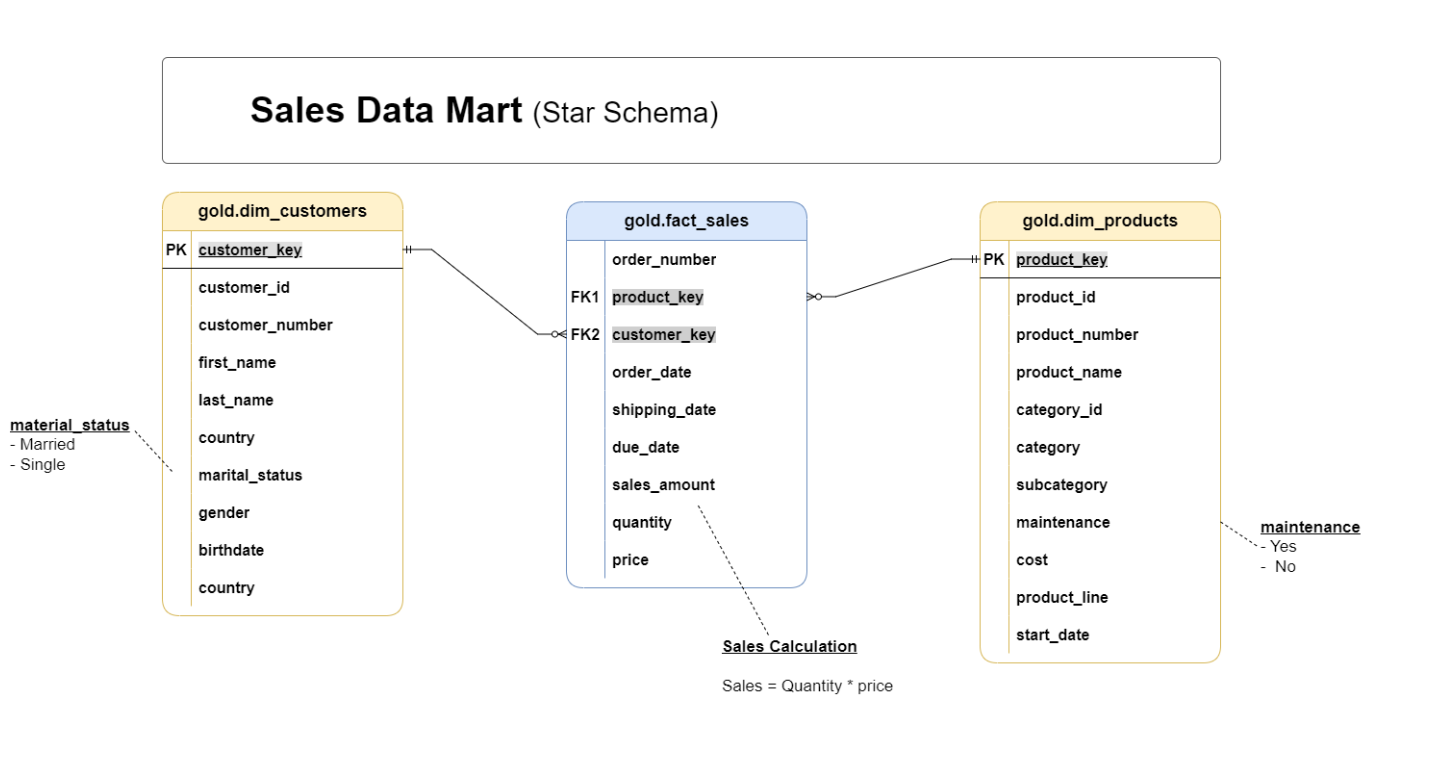 Sales Data Mart (Star Schema)
gold.dim_customers
PK customer_key
customer_id
customer_number
first_name
last_name
country
marital_status
gender
birthdate
country
material_status
- Married
- Single
gold.fact_sales
order_number
FK1 product_key
FK2 customer_key
order_date
shipping_date
due_date
sales_amount
quantity
price
Sales Calculation
Sales = Quantity * price
gold.dim_products
PK product_key
product_id
product_number
product_name
category_id
category
subcategory
maintenance
cost
product_line
start_date
maintenance
- Yes
- No